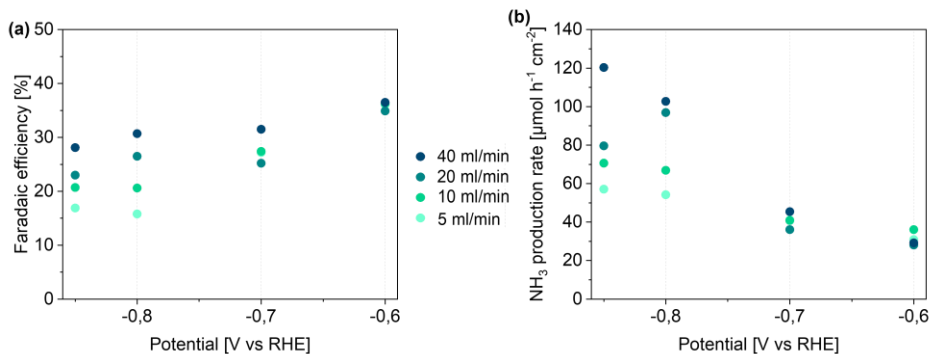 (a)
50
40
30
20
10
0
Faradaic efficiency [%]
-0,8
-0,7
-0,6
Potential [V vs RHE]
40 ml/min
20 ml/min
10 ml/min
5 ml/min
(b)
140
120
100
80
60
40
20
0
NH₃ production rate [µmol h⁻¹ cm⁻²]
-0,8
-0,7
-0,6
Potential [V vs RHE]